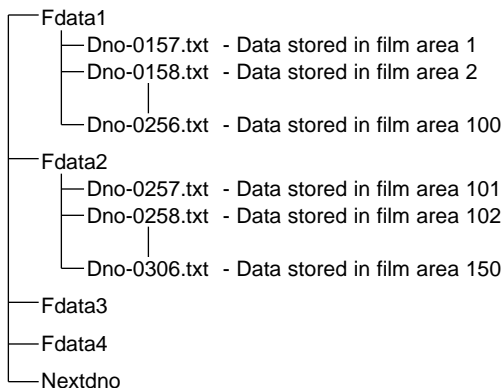 Fdata1
Dno-0157.txt - Data stored in film area 1
Dno-0158.txt - Data stored in film area 2
Dno-0256.txt - Data stored in film area 100
Fdata2
Dno-0257.txt - Data stored in film area 101
Dno-0258.txt - Data stored in film area 102
Dno-0306.txt - Data stored in film area 150
Fdata3
Fdata4
Nextdno